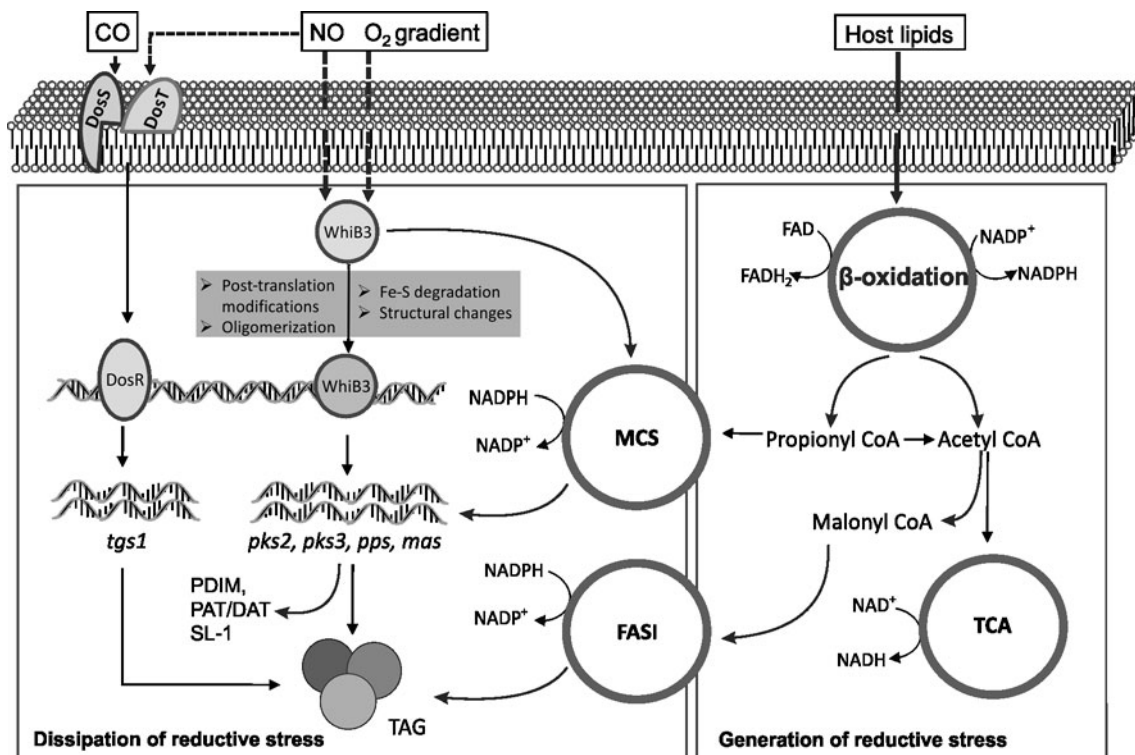 CO
NO O₂ gradient
Host lipids
DosS
DosT
WhiB3
➢ Post-translation
modifications
➢ Oligomerization
➢ Fe-S degradation
➢ Structural changes
DosR
WhiB3
tgs1
pks2, pks3, pps, mas
PDIM,
PAT/DAT
SL-1
TAG
NADPH
NADP⁺
MCS
NADPH
NADP⁺
FASI
Dissipation of reductive stress
FAD
FADH₂
β-oxidation
NADP⁺
NADPH
Propionyl CoA
Acetyl CoA
Malonyl CoA
NAD⁺
NADH
TCA
Generation of reductive stress